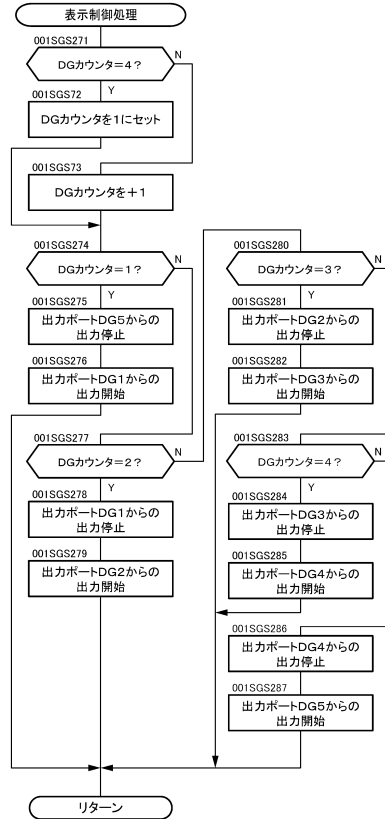 表示制御処理
001SGS271
DGカウンタ=4?
N
Y
001SGS72
DGカウンタを1にセット
001SGS73
DGカウンタを+1
001SGS274
DGカウンタ=1?
N
Y
001SGS275
出力ポートDG5からの
出力停止
001SGS276
出力ポートDG1からの
出力開始
001SGS277
DGカウンタ=2?
N
Y
001SGS278
出力ポートDG1からの
出力停止
001SGS279
出力ポートDG2からの
出力開始
001SGS280
DGカウンタ=3?
N
Y
001SGS281
出力ポートDG2からの
出力停止
001SGS282
出力ポートDG3からの
出力開始
001SGS283
DGカウンタ=4?
N
Y
001SGS284
出力ポートDG3からの
出力停止
001SGS285
出力ポートDG4からの
出力開始
001SGS286
出力ポートDG4からの
出力停止
001SGS287
出力ポートDG5からの
出力開始
リターン